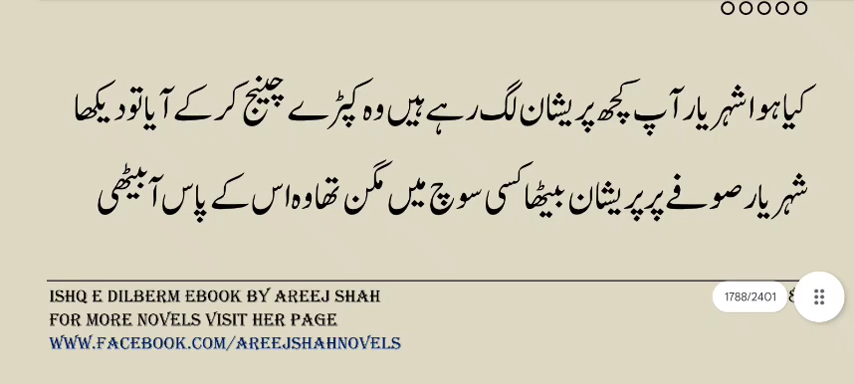 ○○○○○
کیا ہوا شہریار آپ کچھ پریشان لگ رہے ہیں وہ کپڑے چینج کر کے آیا تو دیکھا
شہریار صوفے پر پریشان بیٹھا کسی سوچ میں مگن تھا وہ اس کے پاس آ بیٹھی
ISHQ E DILBERM EBOOK BY AREEJ SHAH
1788/2401
FOR MORE NOVELS VISIT HER PAGE
WWW.FACEBOOK.COM/AREEJSHAHNOVELS